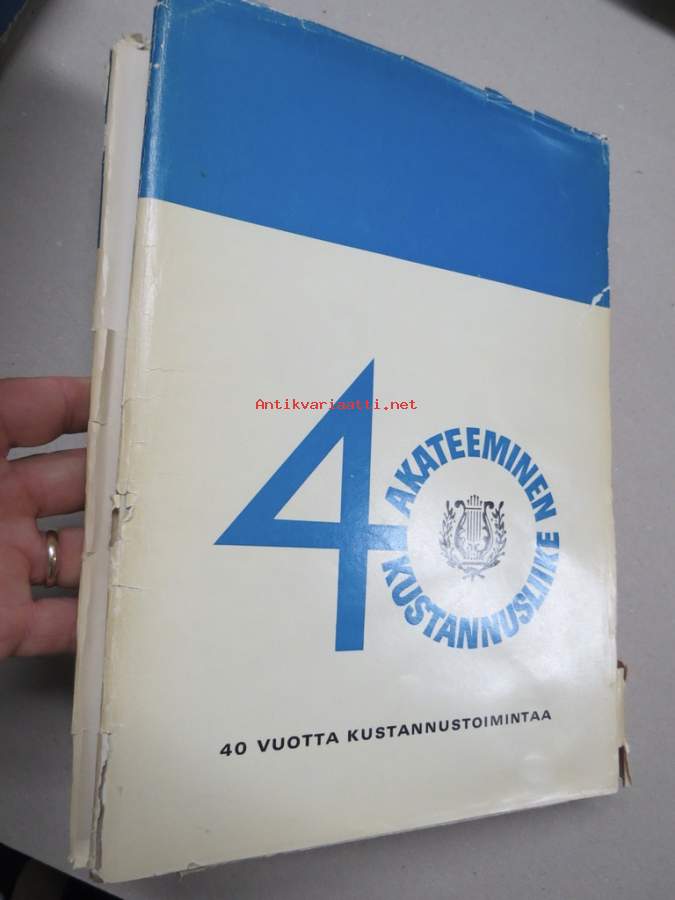 Antikvariaatti.net
40
AKATEEMINEN
KUSTANNUSLIIKE
40 VUOTTA KUSTANNUSTOIMINTAA